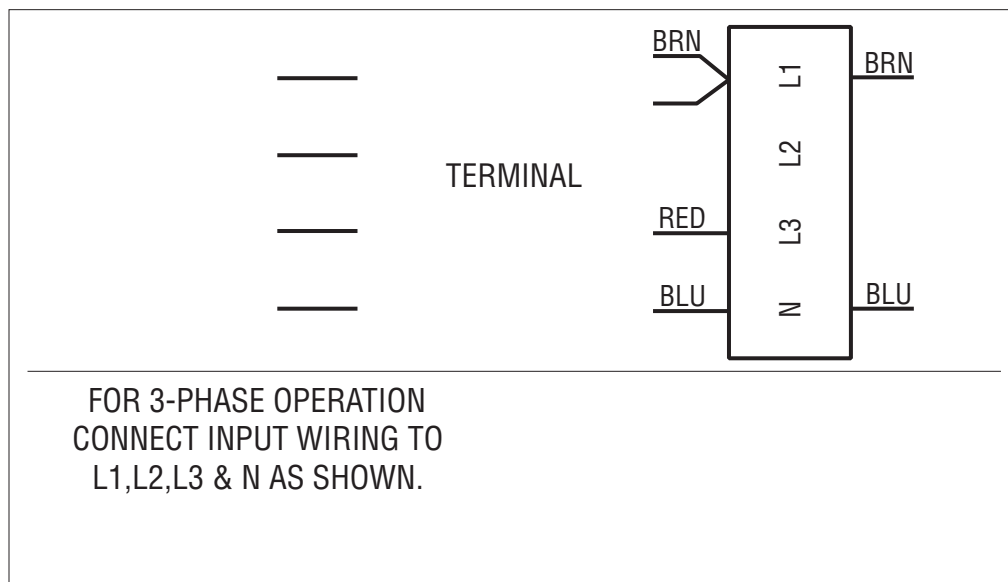 BRN
L1
BRN
L2
TERMINAL
RED
L3
BLU
N
BLU
FOR 3-PHASE OPERATION
CONNECT INPUT WIRING TO
L1,L2,L3 & N AS SHOWN.